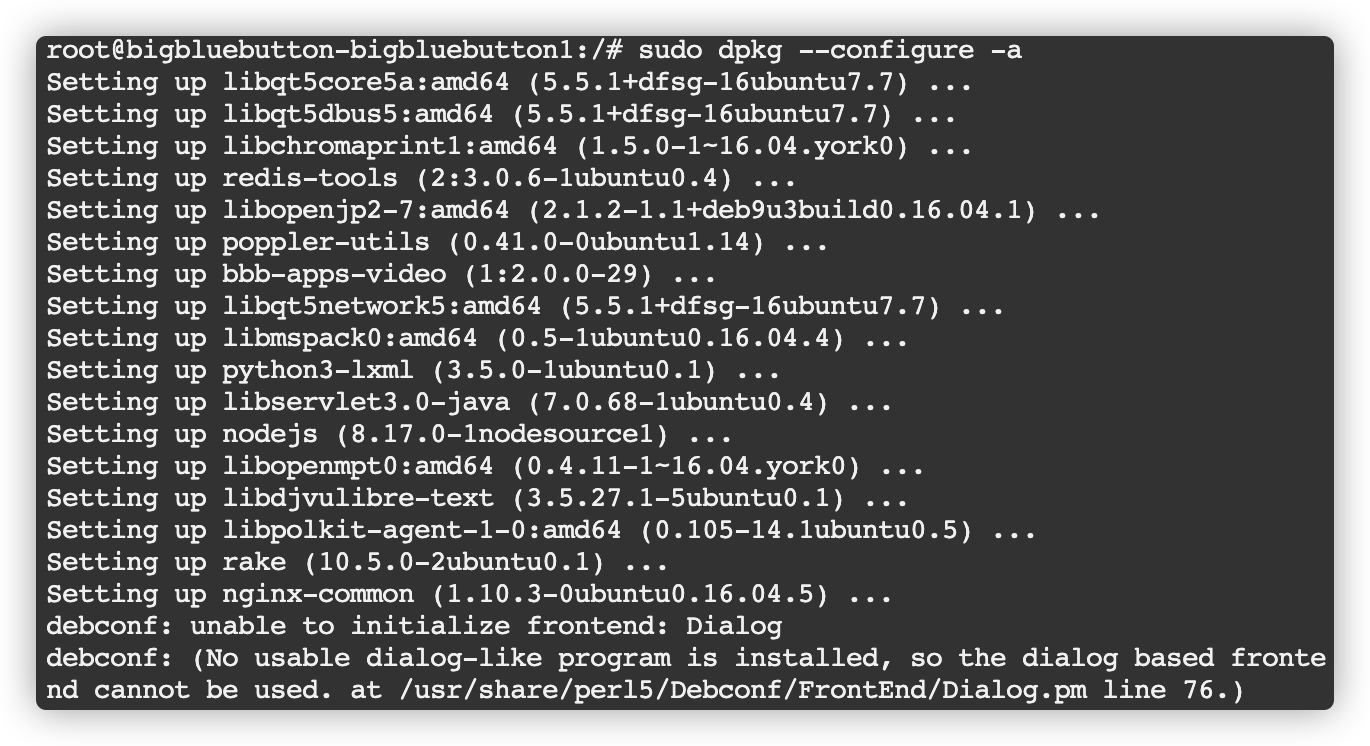 root@bigbluebutton-bigbluebutton1:/# sudo dpkg --configure -a
Setting up libqt5core5a:amd64 (5.5.1+dfsg-16ubuntu7.7) ...
Setting up libqt5dbus5:amd64 (5.5.1+dfsg-16ubuntu7.7) ...
Setting up libchromaprint1:amd64 (1.5.0-1~16.04.york0) ...
Setting up redis-tools (2:3.0.6-1ubuntu0.4) ...
Setting up libopenjp2-7:amd64 (2.1.2-1.1+deb9u3build0.16.04.1) ...
Setting up poppler-utils (0.41.0-0ubuntu1.14) ...
Setting up bbb-apps-video (1:2.0.0-29) ...
Setting up libqt5network5:amd64 (5.5.1+dfsg-16ubuntu7.7) ...
Setting up libmspack0:amd64 (0.5-1ubuntu0.16.04.4) ...
Setting up python3-lxml (3.5.0-1ubuntu0.1) ...
Setting up libservlet3.0-java (7.0.68-1ubuntu0.4) ...
Setting up nodejs (8.17.0-1nodesource1) ...
Setting up libopenmpt0:amd64 (0.4.11-1~16.04.york0) ...
Setting up libdjvulibre-text (3.5.27.1-5ubuntu0.1) ...
Setting up libpolkit-agent-1-0:amd64 (0.105-14.1ubuntu0.5) ...
Setting up rake (10.5.0-2ubuntu0.1) ...
Setting up nginx-common (1.10.3-0ubuntu0.16.04.5) ...
debconf: unable to initialize frontend: Dialog
debconf: (No usable dialog-like program is installed, so the dialog based fronte
nd cannot be used. at /usr/share/perl5/Debconf/FrontEnd/Dialog.pm line 76.)